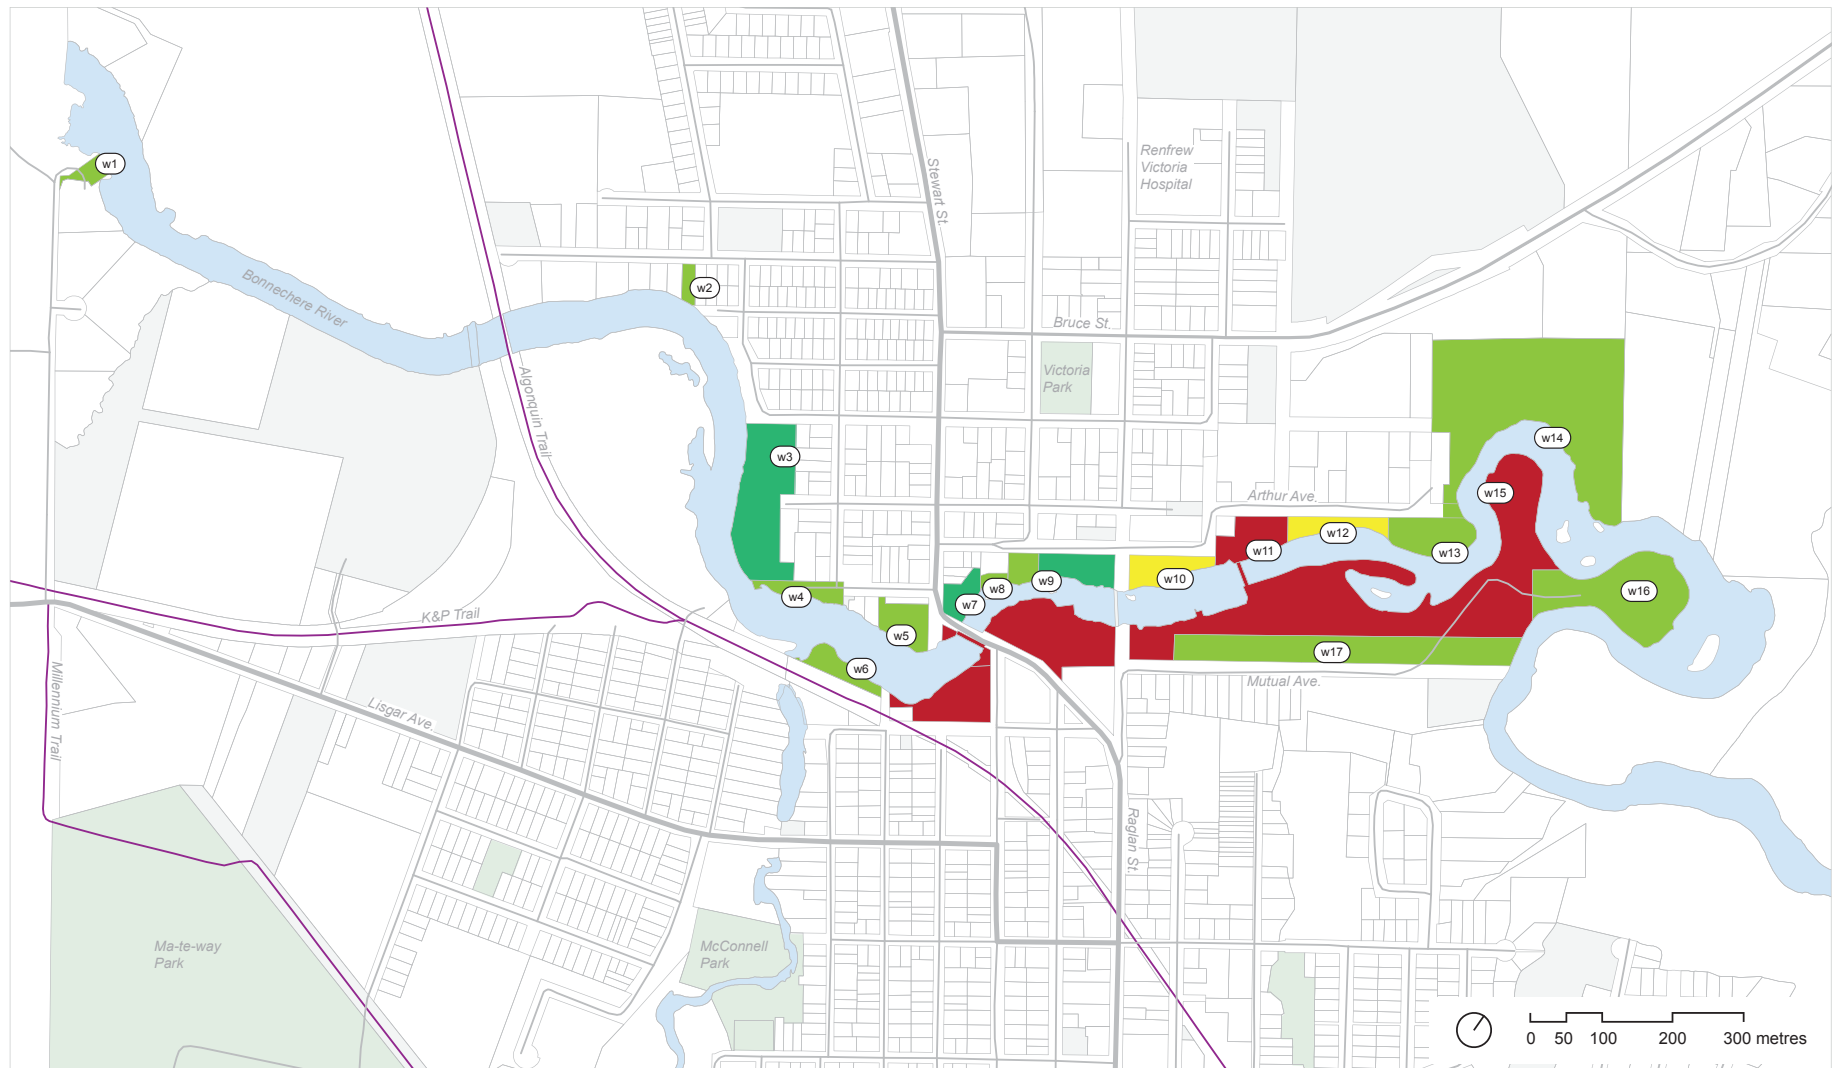 w1
Bonnechere River
w2
Stewart St.
Renfrew
Victoria
Hospital
Bruce St.
Victoria
Park
Algonquin Trail
w3
w14
w15
Arthur Ave.
w12
w11
w13
w10
w9
w8
w7
w16
w4
w5
w6
w17
K&P Trail
Millennium Trail
Lisgar Ave.
Mutual Ave.
Raglan St.
Ma-te-way
Park
McConnell
Park
0 50 100 200 300 metres